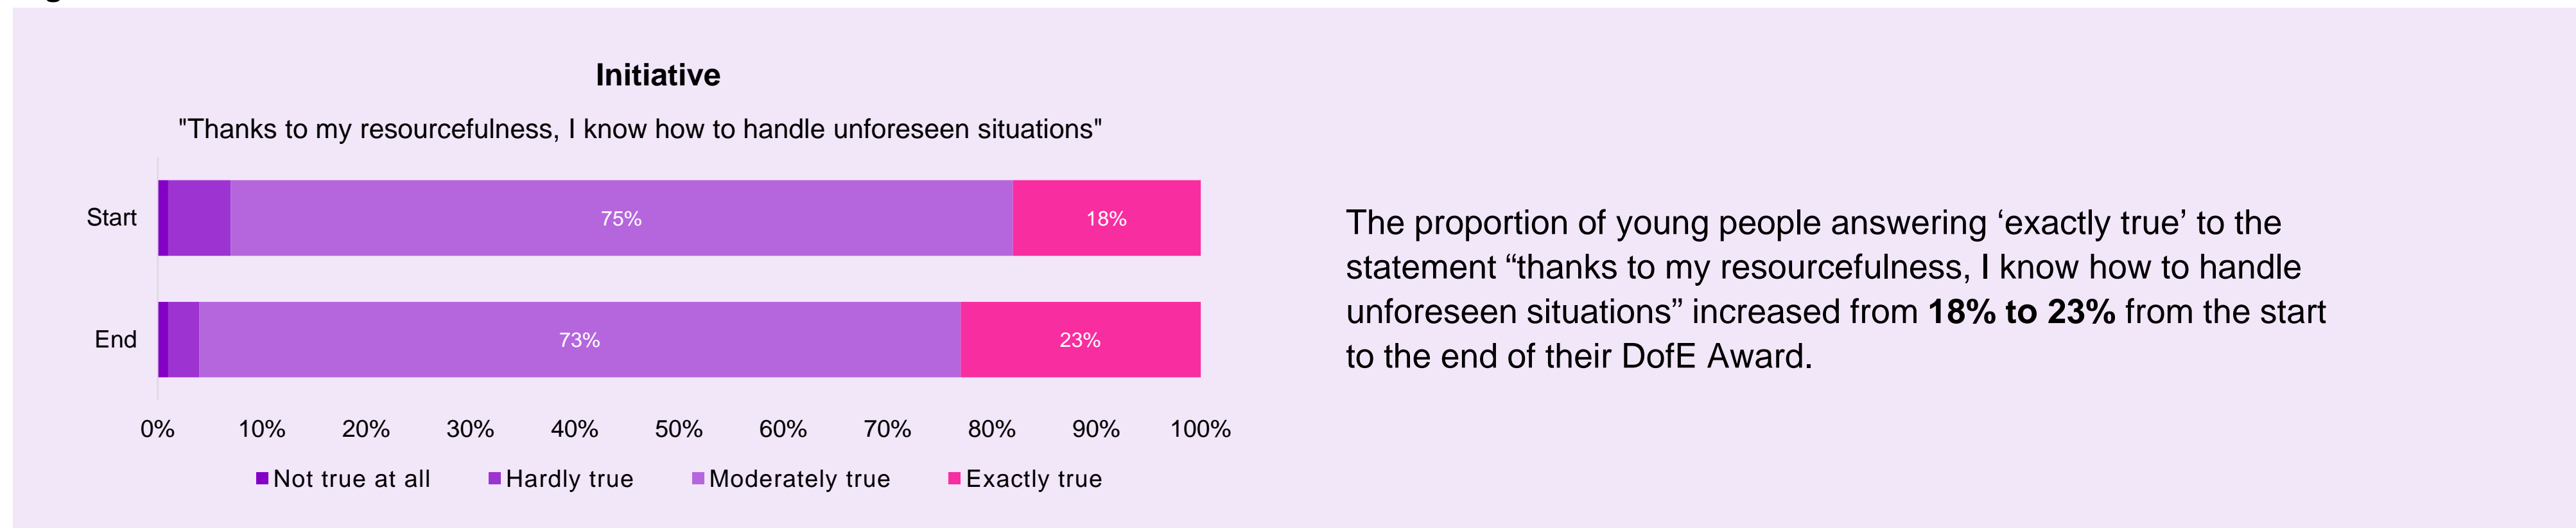 Initiative
"Thanks to my resourcefulness, I know how to handle unforeseen situations"
Start
75%
18%
End
73%
23%
0%
10%
20%
30%
40%
50%
60%
70%
80%
90%
100%
Not true at all
Hardly true
Moderately true
Exactly true
The proportion of young people answering ‘exactly true’ to the
statement “thanks to my resourcefulness, I know how to handle
unforeseen situations” increased from 18% to 23% from the start
to the end of their DofE Award.